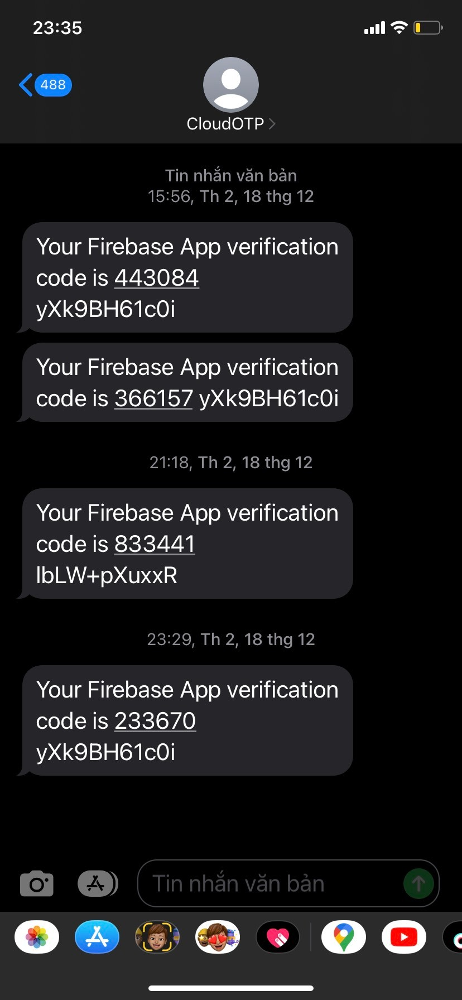 23:35
488
CloudOTP
Tin nhắn văn bản
15:56, Th 2, 18 thg 12
Your Firebase App verification
code is 443084
yXk9BH61c0i
Your Firebase App verification
code is 366157 yXk9BH61c0i
21:18, Th 2, 18 thg 12
Your Firebase App verification
code is 833441
lbLW+pXuxxR
23:29, Th 2, 18 thg 12
Your Firebase App verification
code is 233670
yXk9BH61c0i
Tin nhắn văn bản